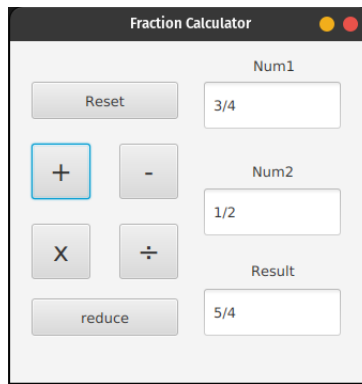 Fraction Calculator
Num1
Reset
3/4
+ -
Num2
1/2
x ÷
Result
reduce
5/4